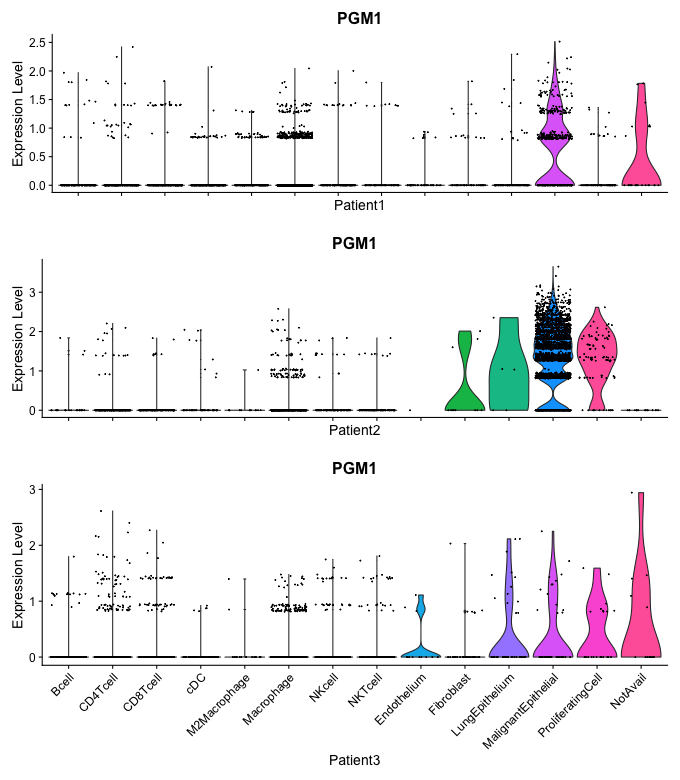 PGM1
Expression Level
2.5
2.0
1.5
1.0
0.5
0.0
Patient1
PGM1
Expression Level
3
2
1
0
Patient2
PGM1
Expression Level
3
2
1
0
Bcell
CD4Tcell
CD8Tcell
cDC
M2Macrophage
Macrophage
NKcell
NKTcell
Endothelium
Fibroblast
LungEpithelium
MalignantEpithelial
ProliferatingCell
NotAvail
Patient3